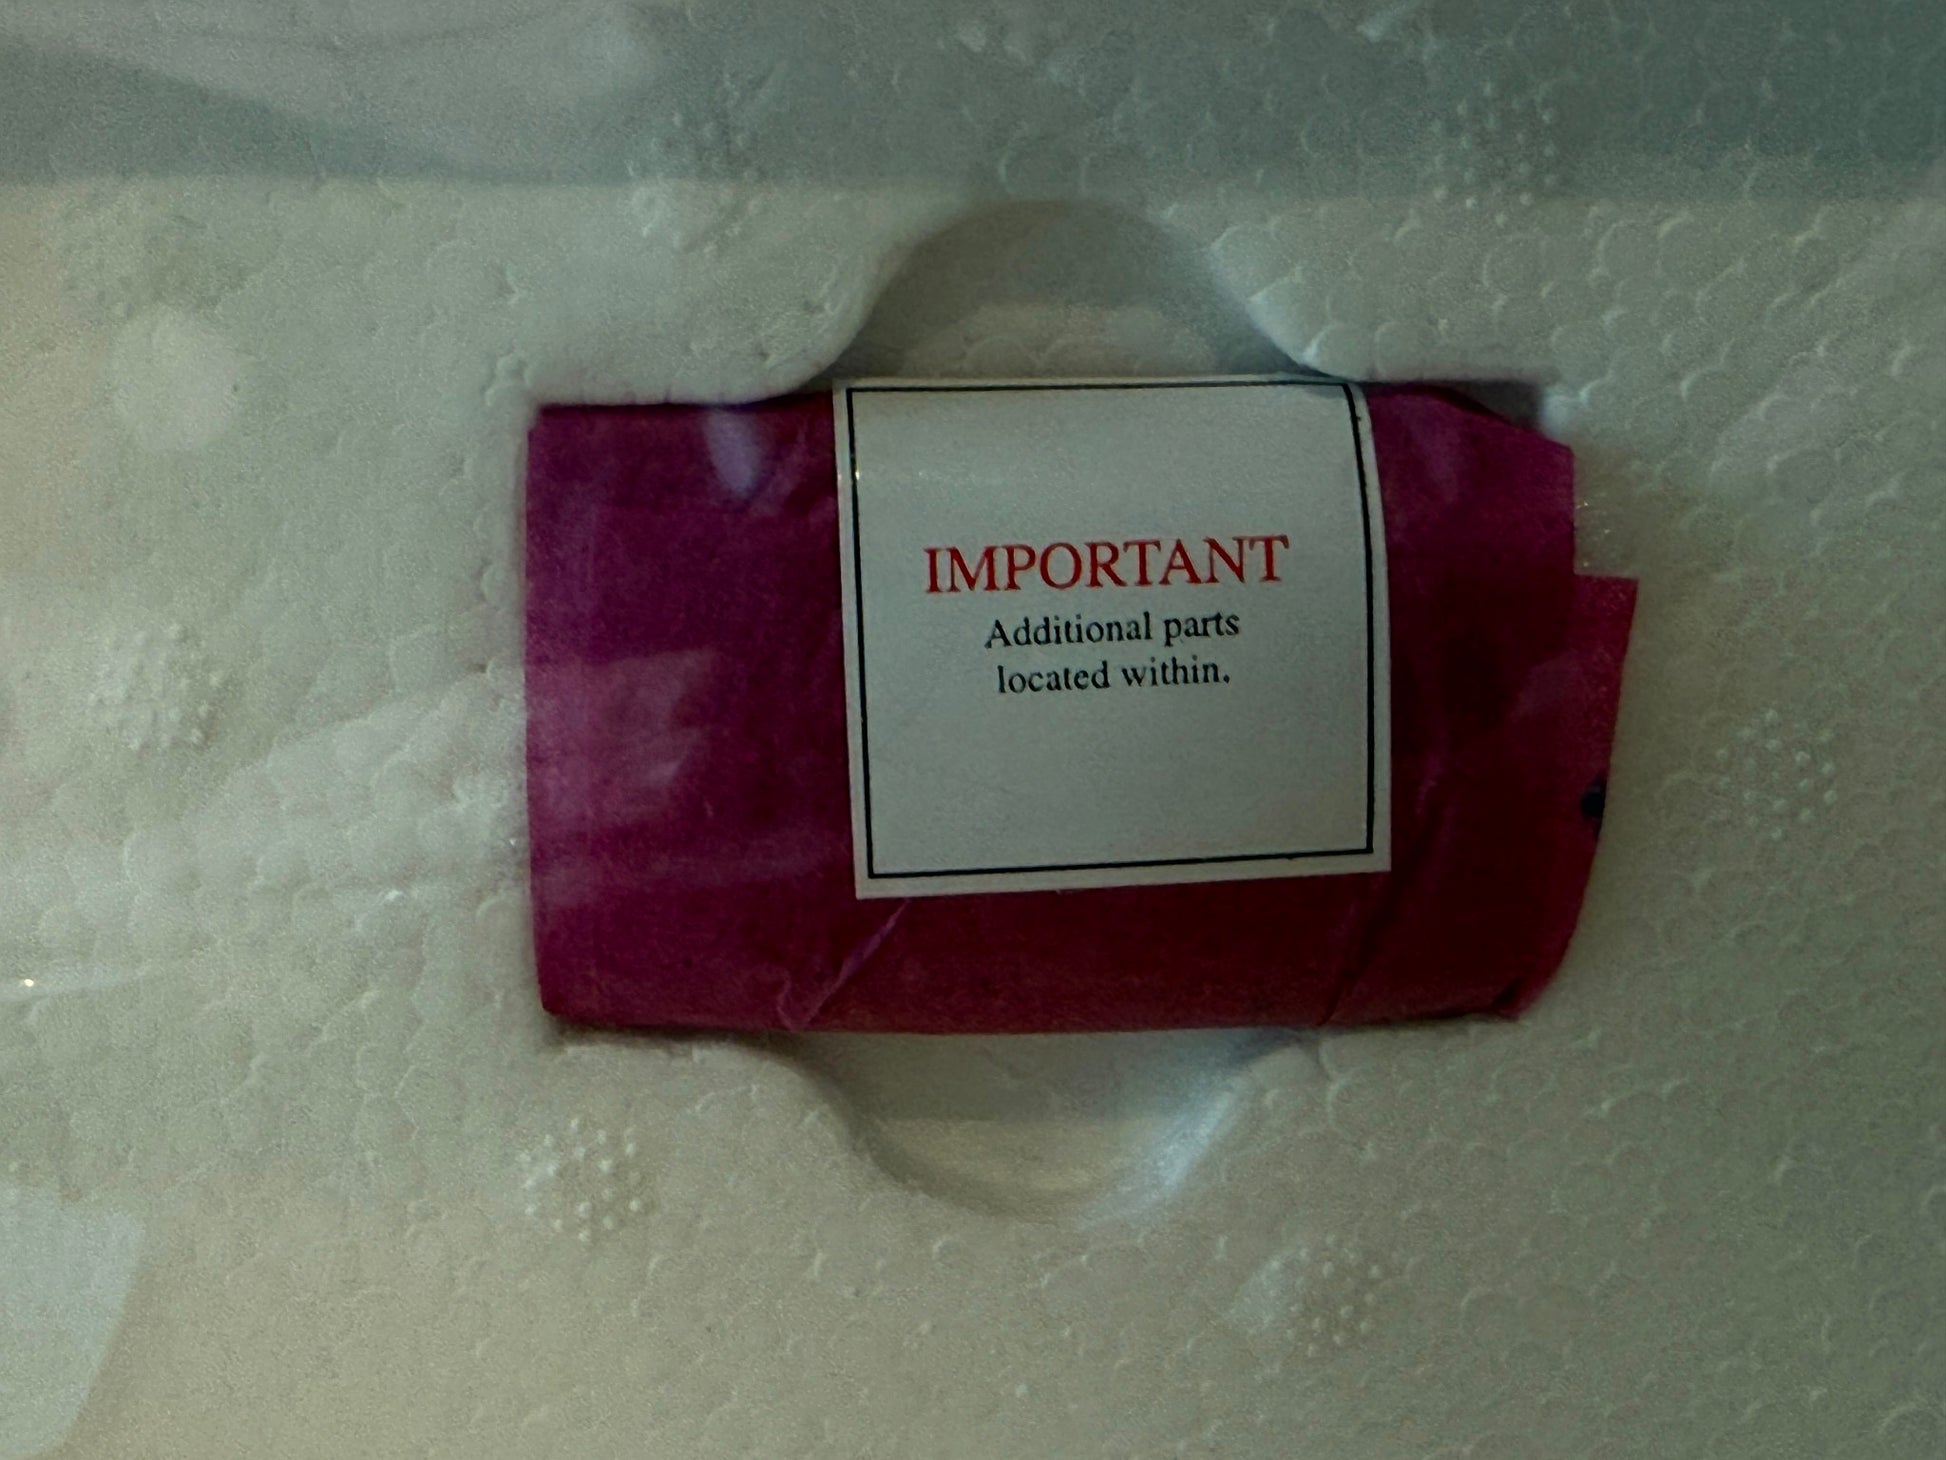 IMPORTANT
Additional parts
located within.